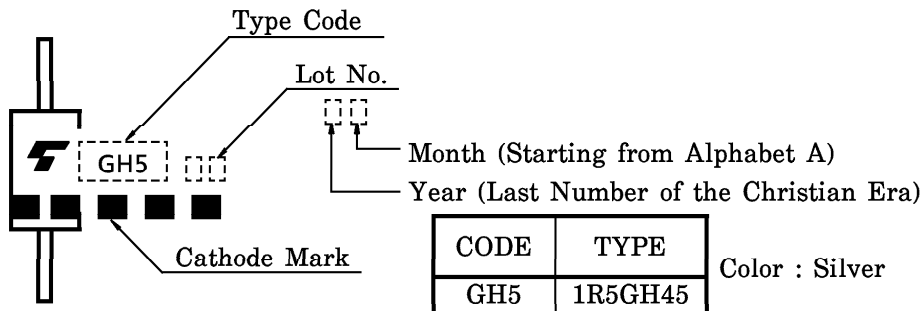 Type Code
Lot No.
GH5
Month (Starting from Alphabet A)
Year (Last Number of the Christian Era)
Cathode Mark
CODE TYPE
Color : Silver
GH5 1R5GH45